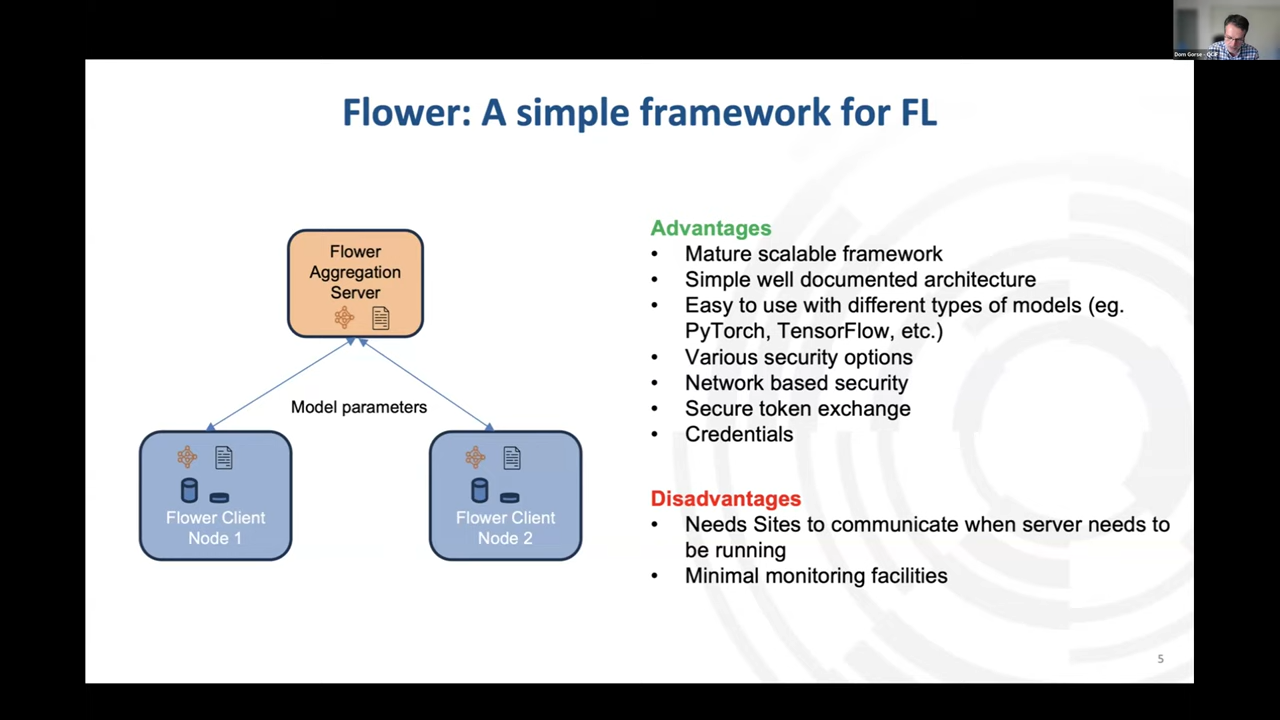 Dom Gorse - QCIF
Flower: A simple framework for FL
Flower
Aggregation
Server
Model parameters
Flower Client
Node 1
Flower Client
Node 2
Advantages
• Mature scalable framework
• Simple well documented architecture
• Easy to use with different types of models (eg.
PyTorch, TensorFlow, etc.)
• Various security options
• Network based security
• Secure token exchange
• Credentials
Disadvantages
• Needs Sites to communicate when server needs to
be running
• Minimal monitoring facilities
5